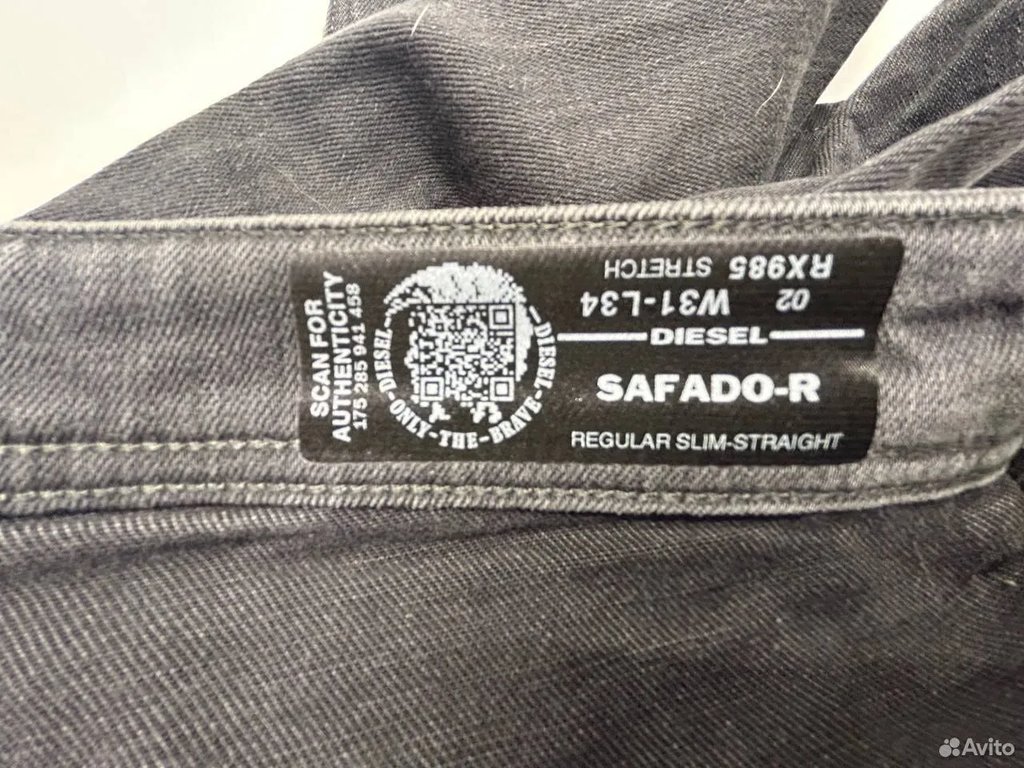 SCAN FOR
AUTHENTICITY
175 285 941 458
DIESEL-ONLY-THE-BRAVE-DIESEL
RX985 STRETCH
02 W31-L34
DIESEL
SAFADO-R
REGULAR SLIM-STRAIGHT
Avito